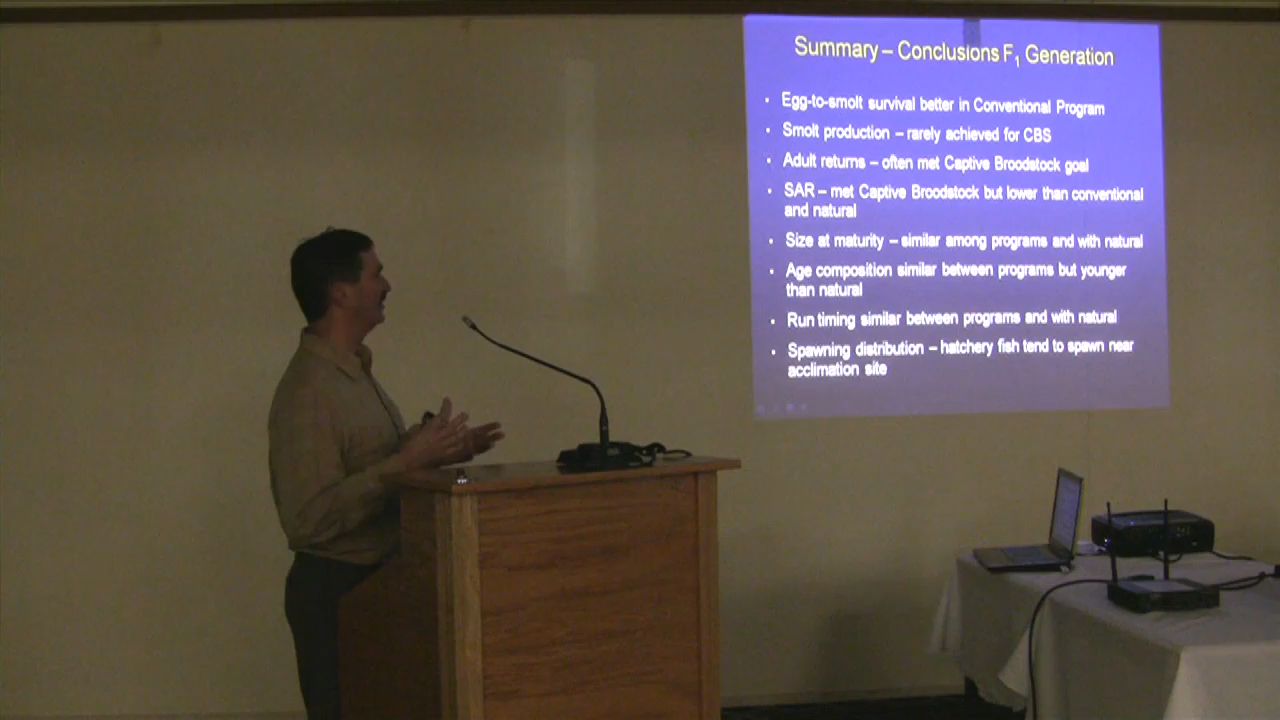 Summary – Conclusions F1 Generation
• Egg-to-smolt survival better in Conventional Program
• Smolt production – rarely achieved for CBS
• Adult returns – often met Captive Broodstock goal
• SAR – met Captive Broodstock but lower than conventional
and natural
• Size at maturity – similar among programs and with natural
• Age composition similar between programs but younger
than natural
• Run timing similar between programs and with natural
• Spawning distribution – hatchery fish tend to spawn near
acclimation site